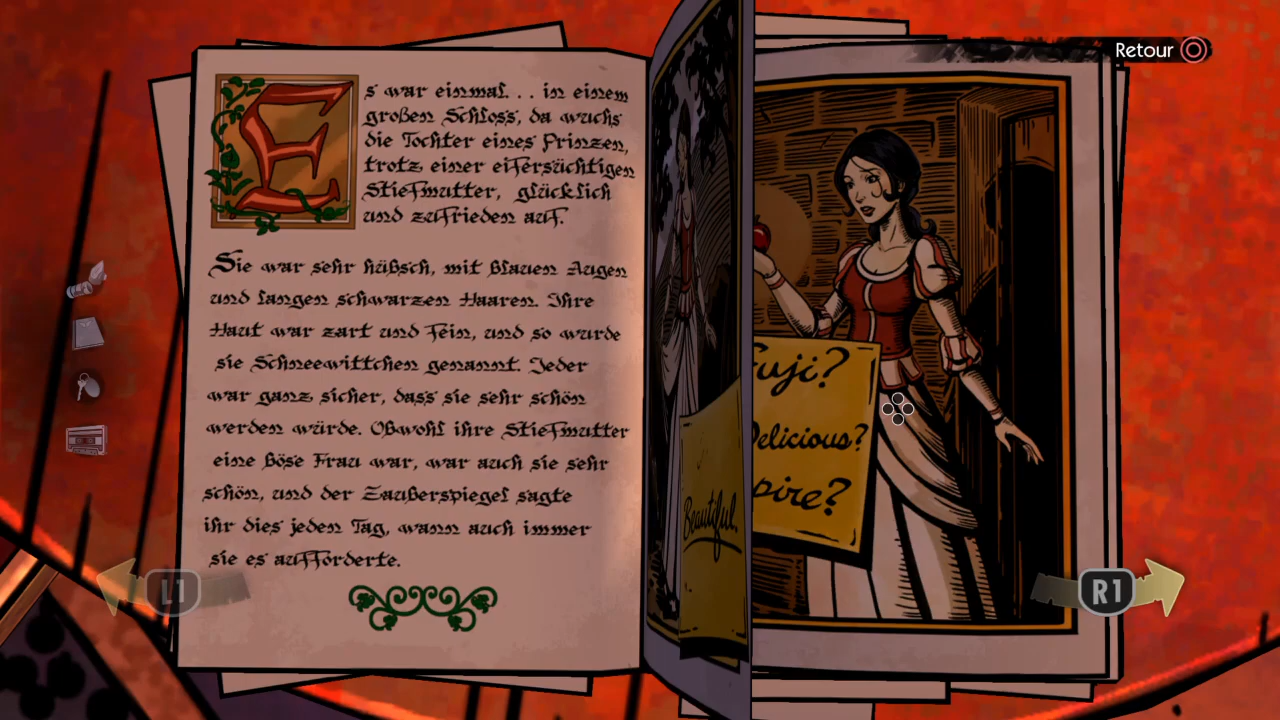 Retour
Es war einmal... in einem
großen Schloss, da wuchs
die Tochter eines Prinzen,
trotz einer eifersüchtigen
Stiefmutter, glücklich
und zufrieden auf.
Sie war sehr hübsch, mit blauen Augen
und langen schwarzen Haaren. Ihre
Haut war zart und fein, und so wurde
sie Schneewittchen genannt. Jeder
war ganz sicher, dass sie sehr schön
werden würde. Obwohl ihre Stiefmutter
eine böse Frau war, war auch sie sehr
schön, und der Zauberspiegel sagte
ihr dies jeden Tag, wann auch immer
sie es aufforderte.
Beautiful.
Fuji?
Delicious?
pire?
L1
R1